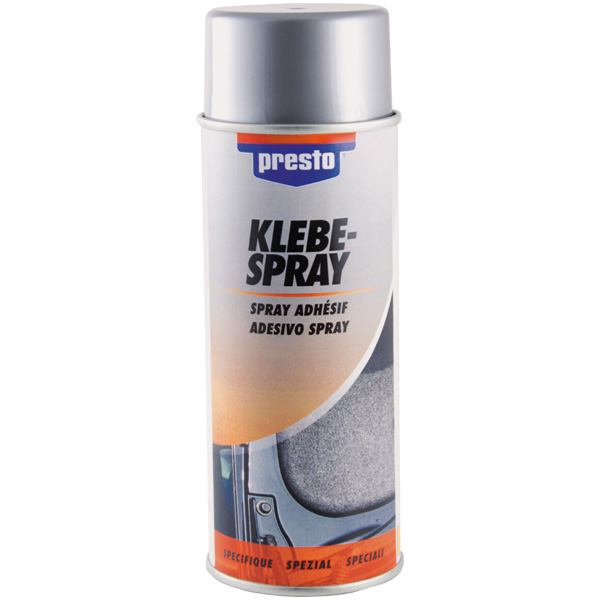 presto
KLEBE-
SPRAY
SPRAY ADHÉSIF
ADESIVO SPRAY
SPECIFIQUE SPEZIAL SPECIALE